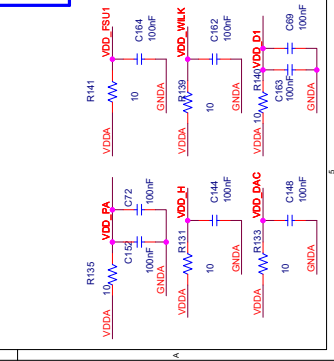 VDD_FSU1
C164
100nF
R141
10
VDDA
GNDA
VDD_WLK
C162
100nF
R139
10
VDDA
GNDA
VDD_D1
C69
100nF
R140
C163
100nF
10
VDDA
GNDA
VDD_PA
C72
100nF
R135
C152
100nF
10
VDDA
GNDA
VDD_H
C144
100nF
R131
10
VDDA
GNDA
VDD_DAC
C148
100nF
R133
10
VDDA
GNDA
A
5